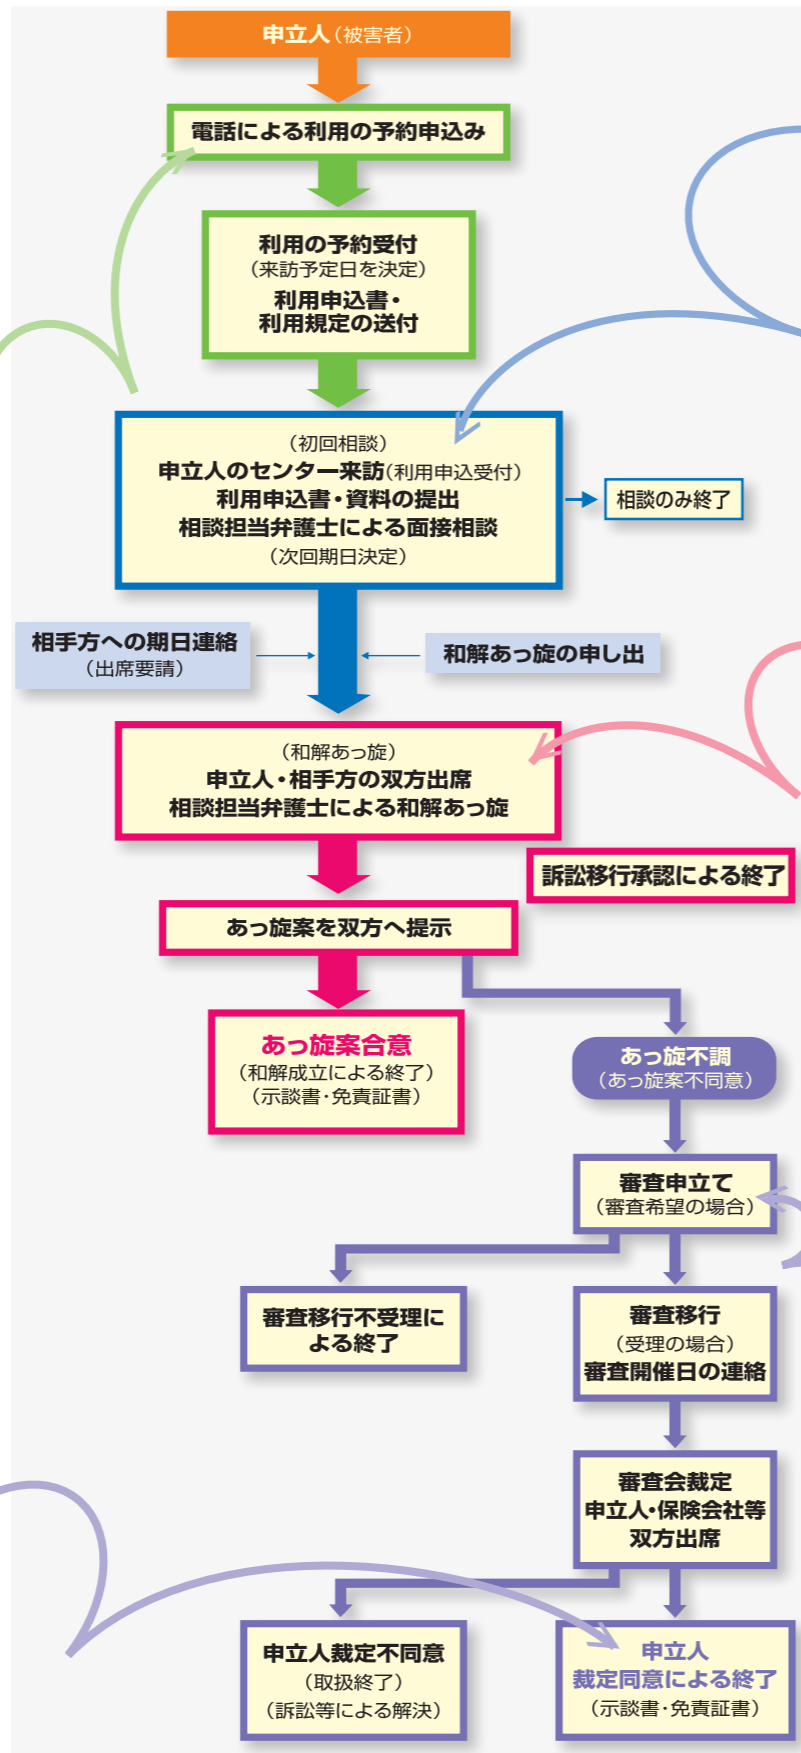 申立人(被害者)
電話による利用の予約申込み
利用の予約受付
(来訪予定日を決定)
利用申込書・
利用規定の送付
(初回相談)
申立人のセンター来訪(利用申込受付)
利用申込書・資料の提出
相談担当弁護士による面接相談
(次回期日決定)
相談のみ終了
相手方への期日連絡
(出席要請)
和解あっ旋の申し出
(和解あっ旋)
申立人・相手方の双方出席
相談担当弁護士による和解あっ旋
訴訟移行承認による終了
あっ旋案を双方へ提示
あっ旋案合意
(和解成立による終了)
(示談書・免責証書)
あっ旋不調
(あっ旋案不同意)
審査申立て
(審査希望の場合)
審査移行不受理に
よる終了
審査移行
(受理の場合)
審査開催日の連絡
審査会裁定
申立人・保険会社等
双方出席
申立人裁定不同意
(取扱終了)
(訴訟等による解決)
申立人
裁定同意による終了
(示談書・免責証書)